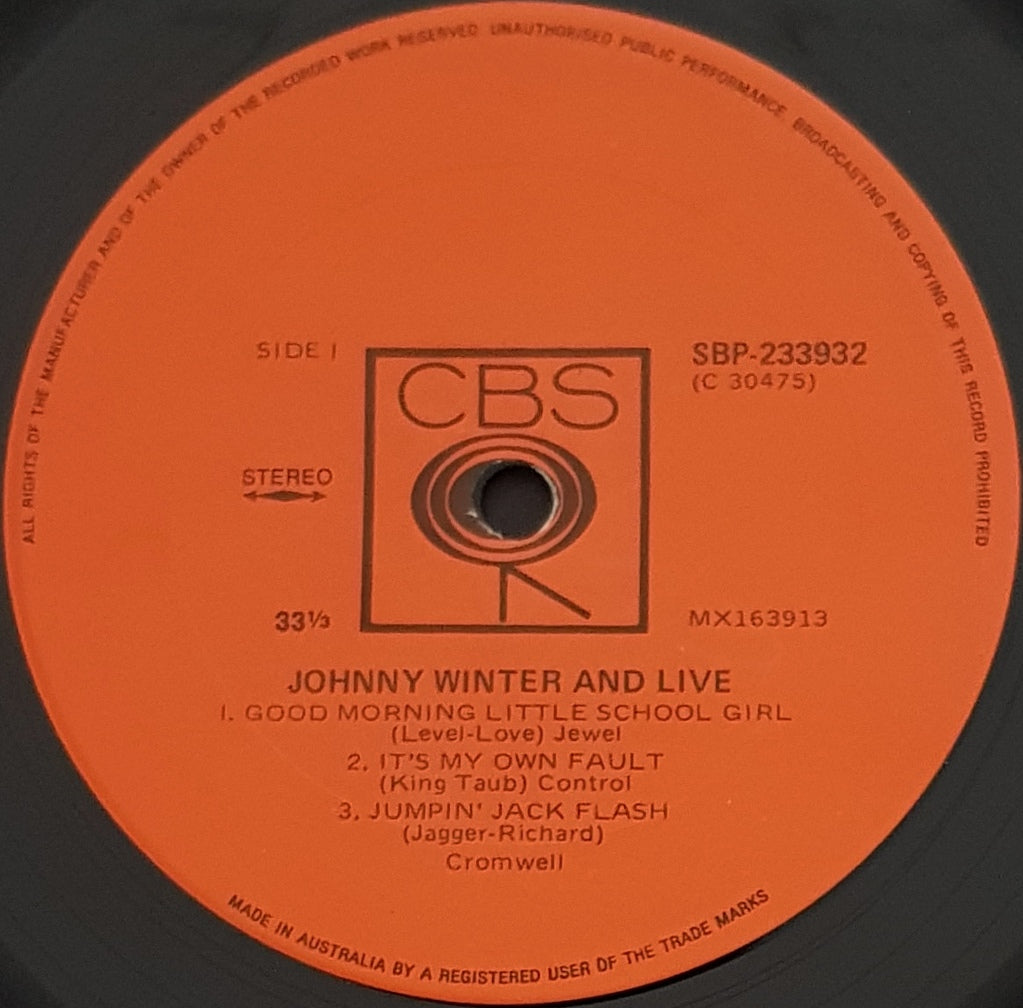 ALL RIGHTS OF THE MANUFACTURER AND OF THE OWNER OF THE RECORDED WORK RESERVED UNAUTHORISED PUBLIC PERFORMANCE BROADCASTING AND COPYING OF THIS RECORD PROHIBITED
SIDE 1
SBP-233932
(C 30475)
CBS
STEREO
33⅓
MX163913
JOHNNY WINTER AND LIVE
1. GOOD MORNING LITTLE SCHOOL GIRL
(Level-Love) Jewel
2. IT'S MY OWN FAULT
(King Taub) Control
3. JUMPIN' JACK FLASH
(Jagger-Richard)
Cromwell
MADE IN AUSTRALIA BY A REGISTERED USER OF THE TRADE MARKS